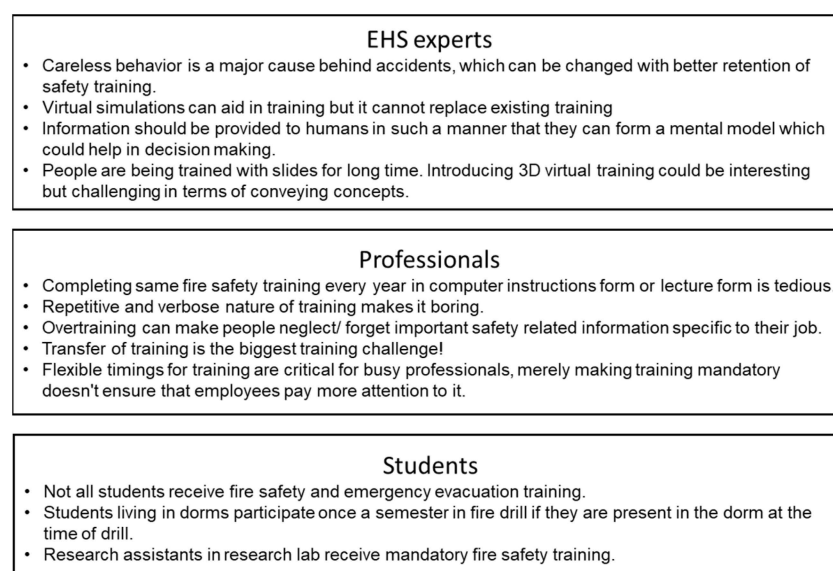 EHS experts
• Careless behavior is a major cause behind accidents, which can be changed with better retention of
safety training.
• Virtual simulations can aid in training but it cannot replace existing training
• Information should be provided to humans in such a manner that they can form a mental model which
could help in decision making.
• People are being trained with slides for long time. Introducing 3D virtual training could be interesting
but challenging in terms of conveying concepts.
Professionals
• Completing same fire safety training every year in computer instructions form or lecture form is tedious.
• Repetitive and verbose nature of training makes it boring.
• Overtraining can make people neglect/ forget important safety related information specific to their job.
• Transfer of training is the biggest training challenge!
• Flexible timings for training are critical for busy professionals, merely making training mandatory
doesn't ensure that employees pay more attention to it.
Students
• Not all students receive fire safety and emergency evacuation training.
• Students living in dorms participate once a semester in fire drill if they are present in the dorm at the
time of drill.
• Research assistants in research lab receive mandatory fire safety training.